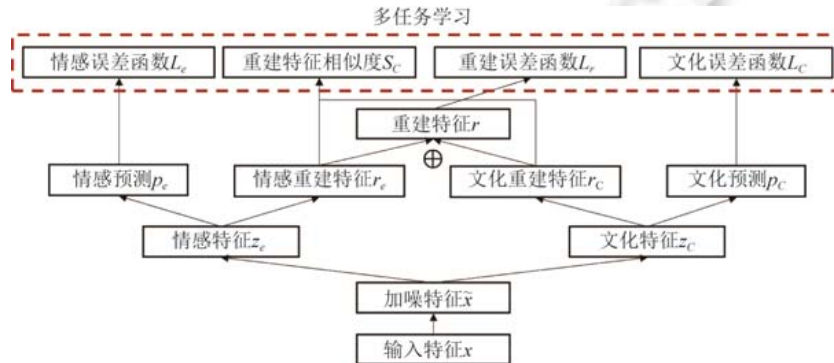 多任务学习
情感误差函数Le 重建特征相似度SC 重建误差函数Lr 文化误差函数LC
重建特征r
⊕
情感预测pe 情感重建特征re 文化重建特征rC 文化预测pC
情感特征ze 文化特征zC
加噪特征x̃
输入特征x